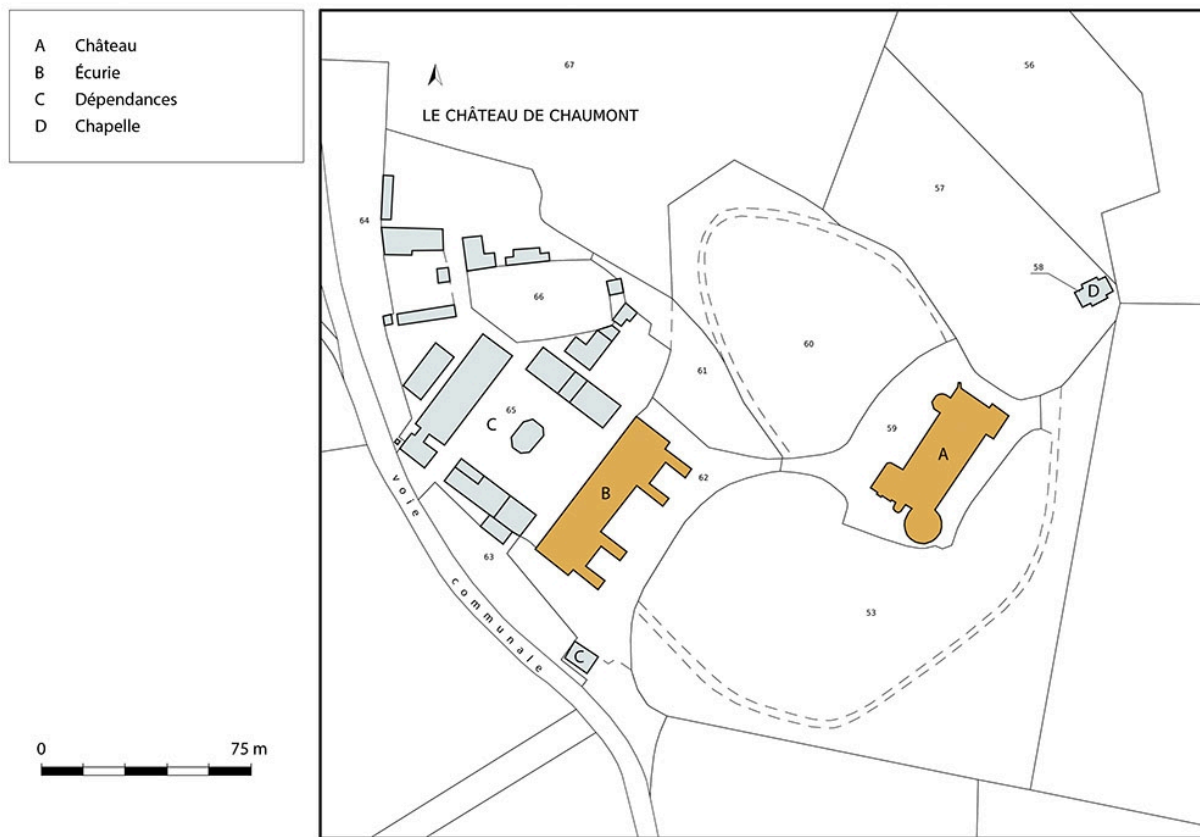 A Château
B Écurie
C Dépendances
D Chapelle
0 75 m
67
56
LE CHÂTEAU DE CHAUMONT
57
64
58
D
66
60
61
65
C
59
A
B
62
voie communale
63
53
C